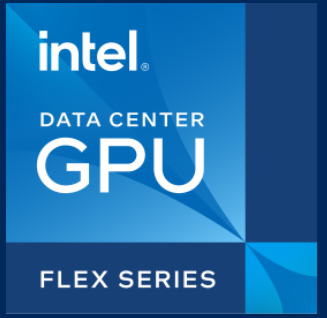 intel®
DATA CENTER
GPU
FLEX SERIES